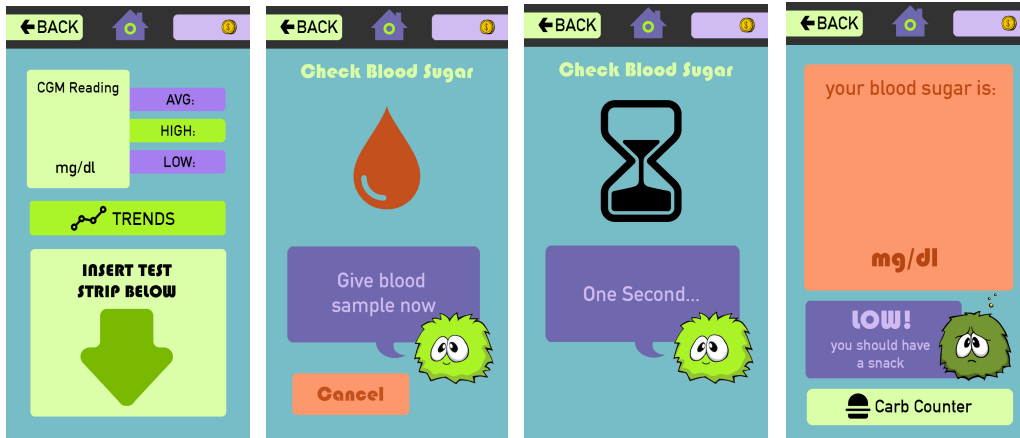 BACK
CGM Reading
mg/dl
AVG:
HIGH:
LOW:
TRENDS
INSERT TEST
STRIP BELOW
BACK
Check Blood Sugar
Give blood
sample now
Cancel
BACK
Check Blood Sugar
One Second...
BACK
your blood sugar is:
mg/dl
LOW!
you should have
a snack
Carb Counter